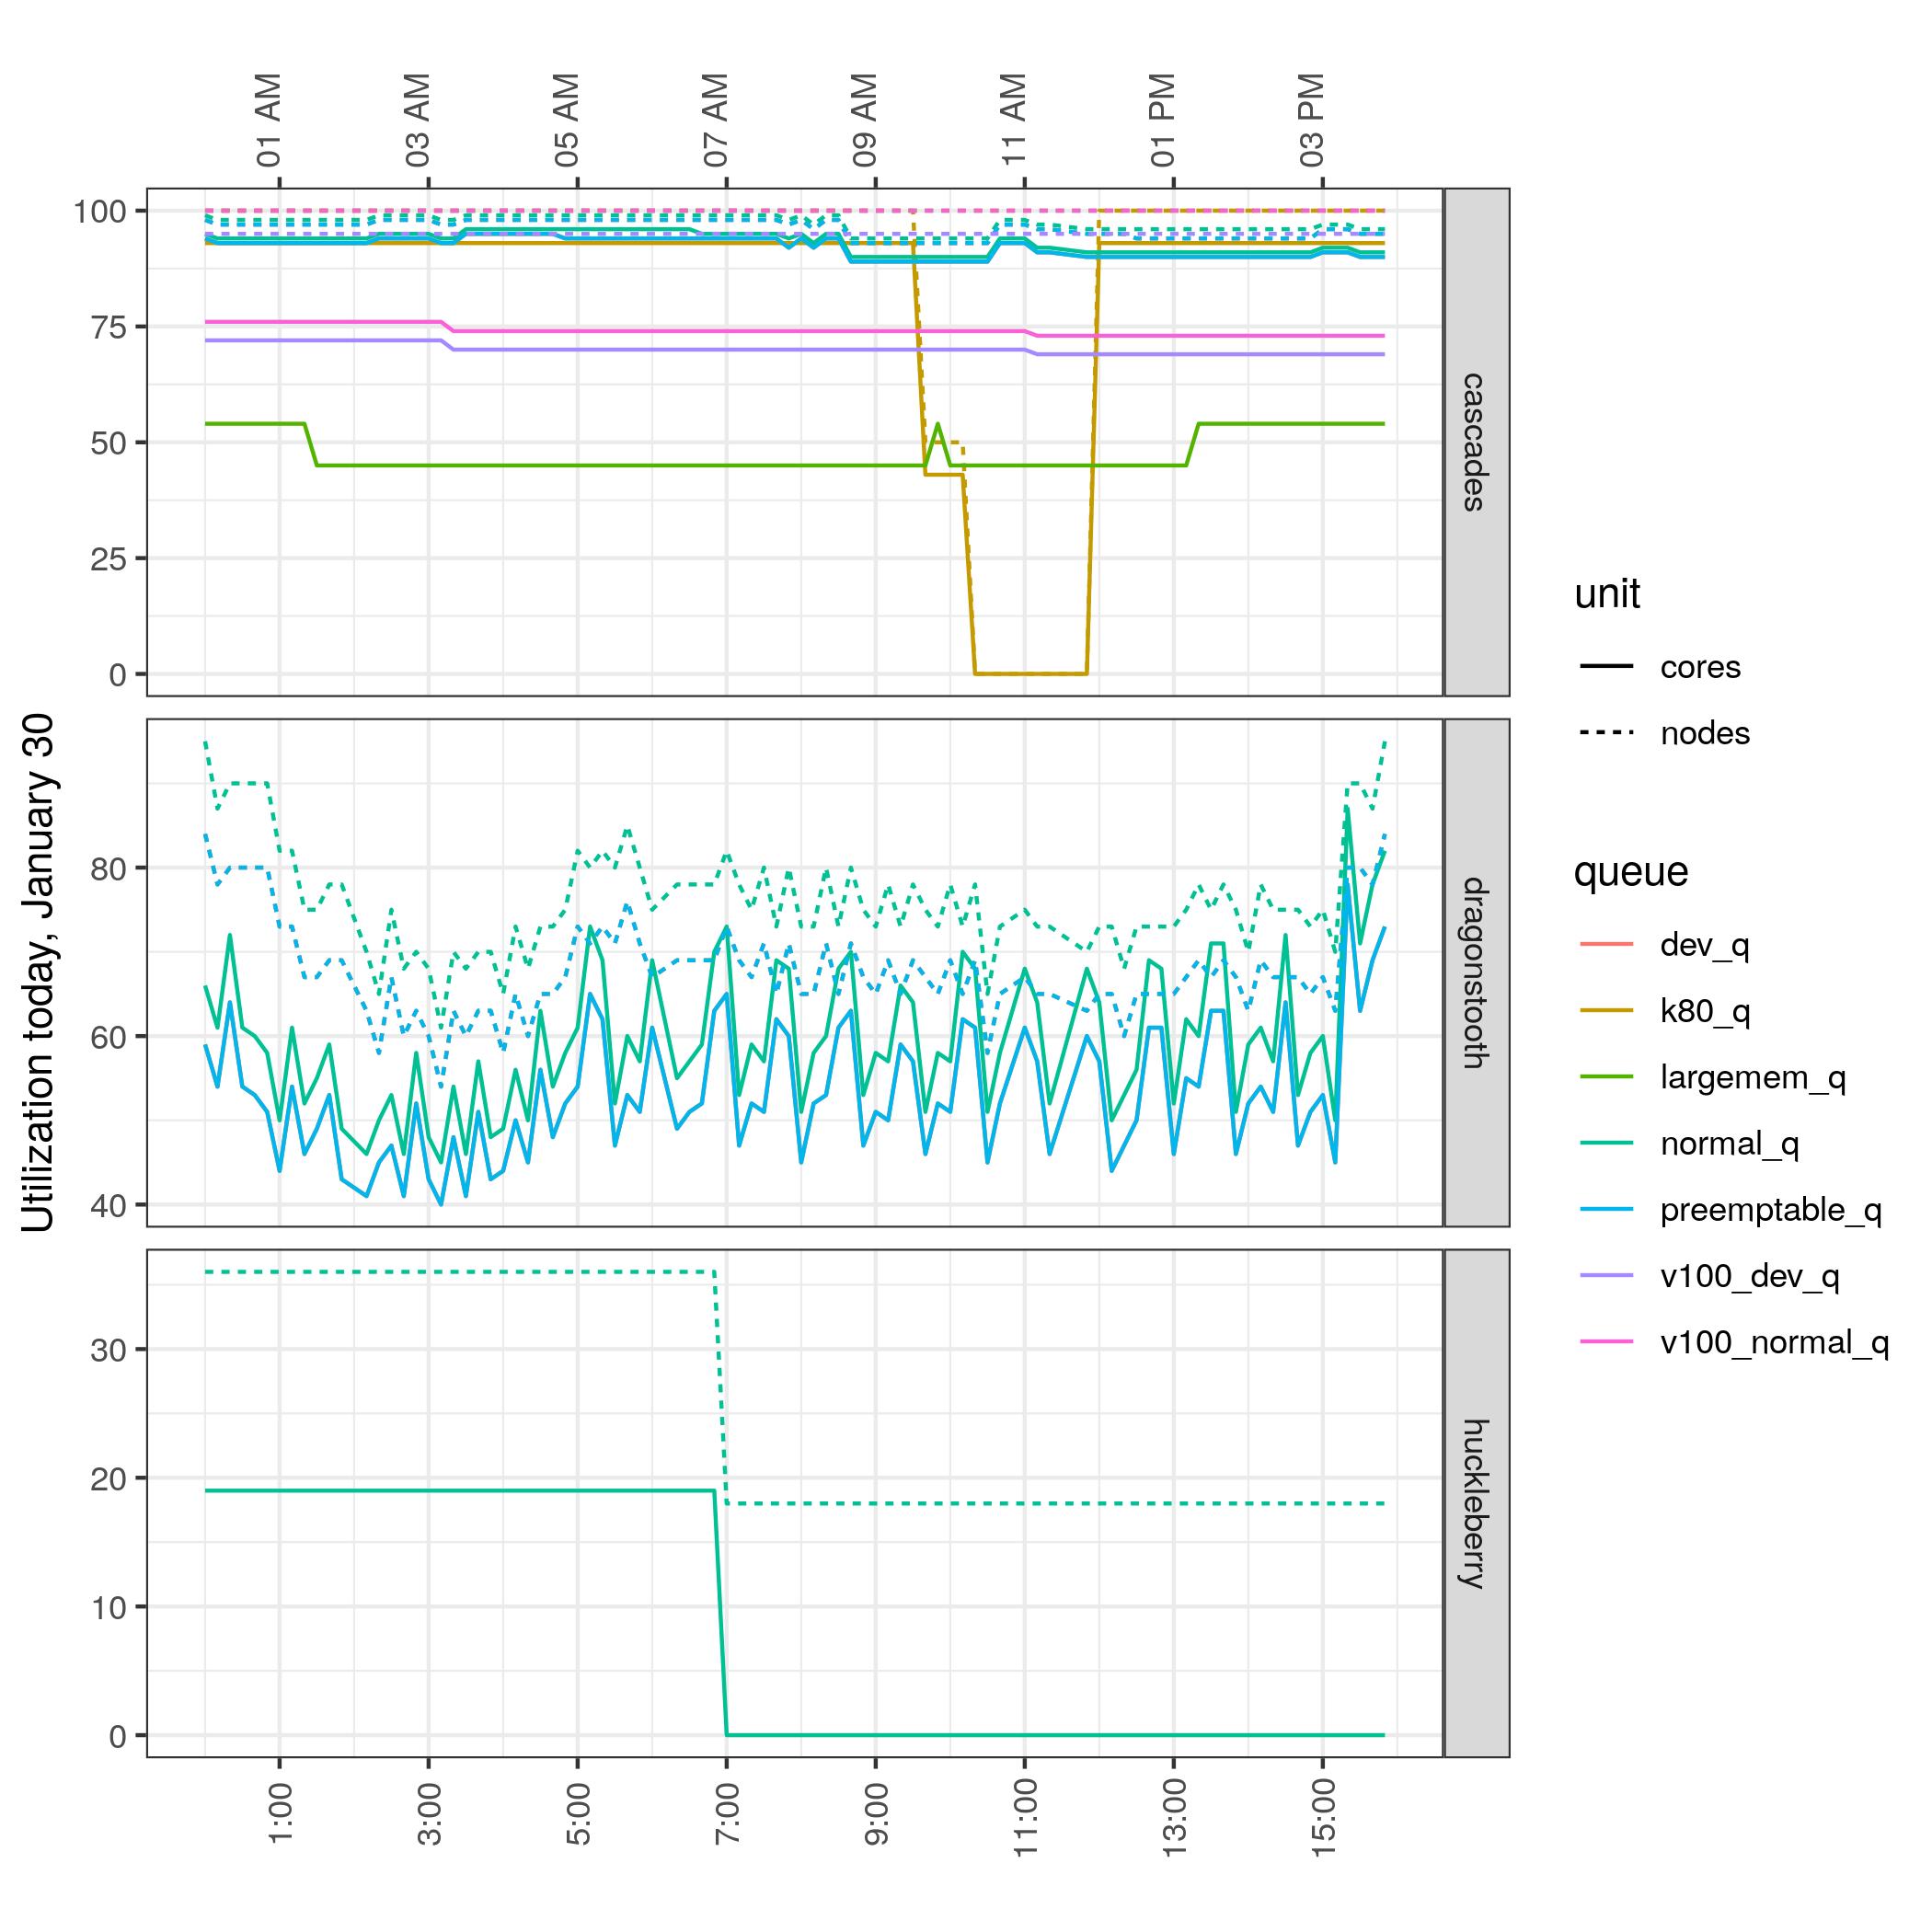 01 AM
03 AM
05 AM
07 AM
09 AM
11 AM
01 PM
03 PM
100
75
50
25
0
cascades
80
60
40
dragonstooth
30
20
10
0
huckleberry
1:00
3:00
5:00
7:00
9:00
11:00
13:00
15:00
Utilization today, January 30
unit
cores
nodes
queue
dev_q
k80_q
largemem_q
normal_q
preemptable_q
v100_dev_q
v100_normal_q